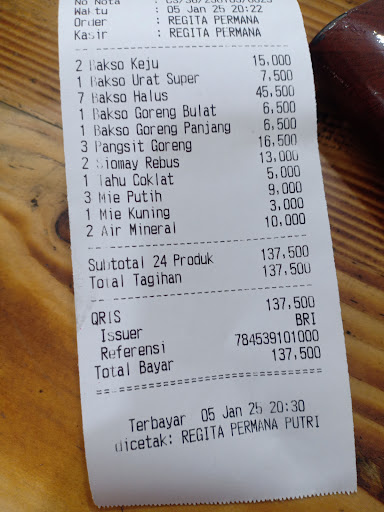 No Nota
Waktu : 05 Jan 25 20:22
Order : REGITA PERMANA
Kasir : REGITA PERMANA
2 Bakso Keju 15,000
1 Bakso Urat Super 7,500
7 Bakso Halus 45,500
1 Bakso Goreng Bulat 6,500
1 Bakso Goreng Panjang 6,500
3 Pangsit Goreng 16,500
2 Siomay Rebus 13,000
1 Tahu Coklat 5,000
3 Mie Putih 9,000
1 Mie Kuning 3,000
2 Air Mineral 10,000
Subtotal 24 Produk 137,500
Total Tagihan 137,500
QRIS 137,500
Issuer BRI
Referensi 784539101000
Total Bayar 137,500
Terbayar 05 Jan 25 20:30
dicetak: REGITA PERMANA PUTRI